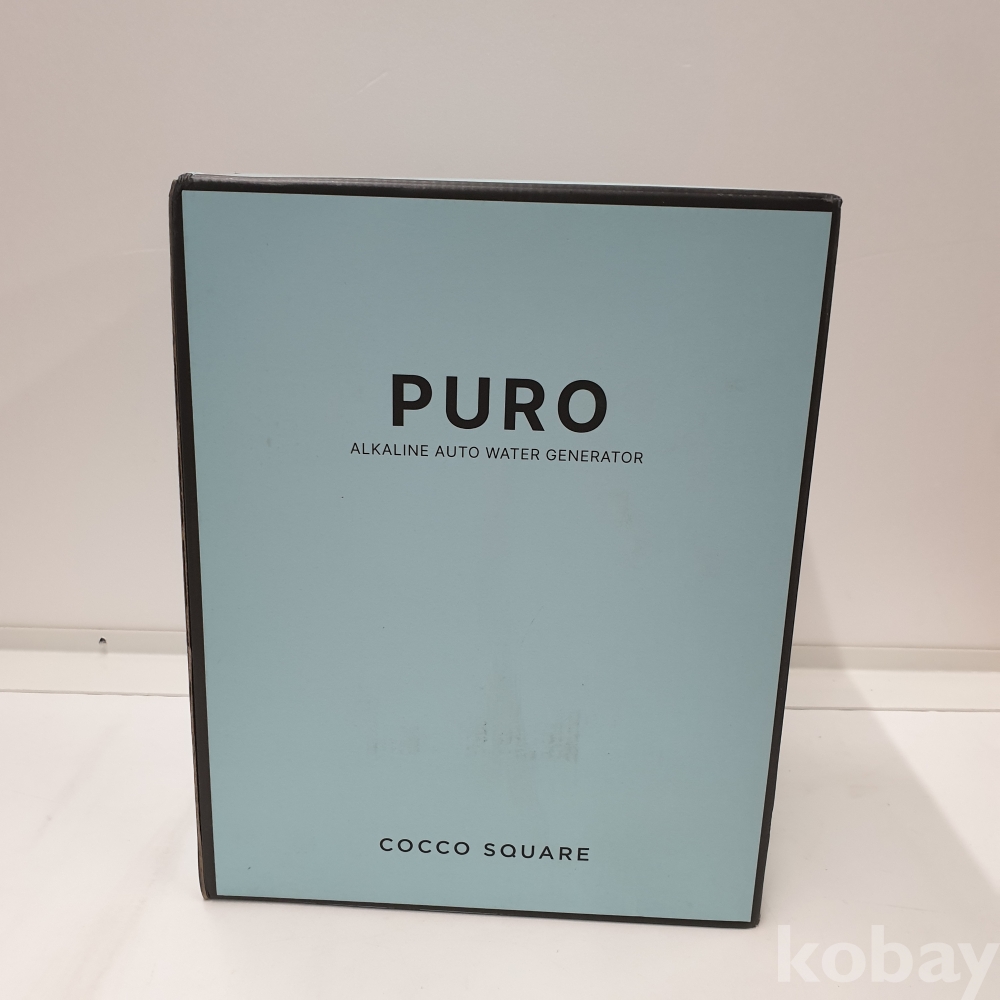 PURO
ALKALINE AUTO WATER GENERATOR
COCCO SQUARE
kobay